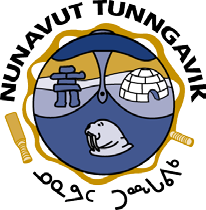 NUNAVUT TUNNGAVIK
ᓄᓇᕗᑦ ᑐᙵᕕᒃ